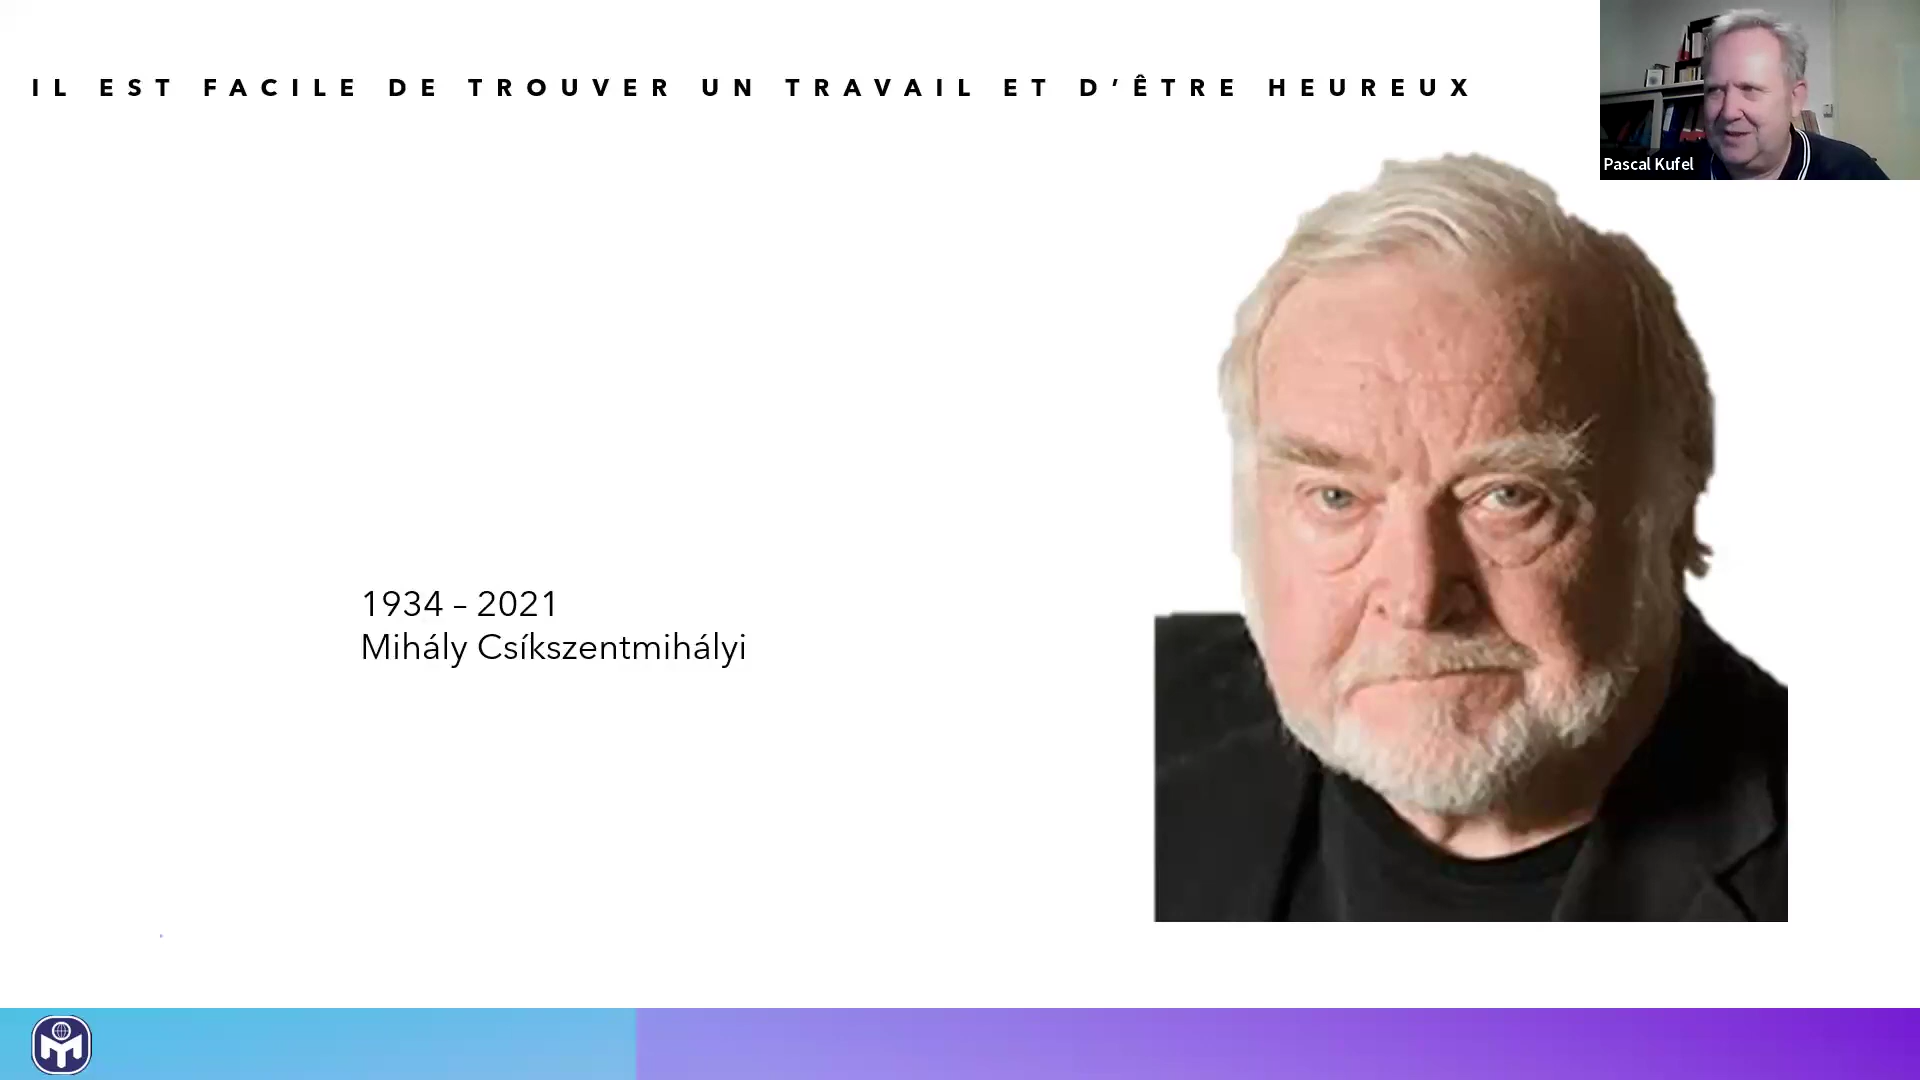 IL EST FACILE DE TROUVER UN TRAVAIL ET D’ÊTRE HEUREUX
Pascal Kufel
1934 – 2021
Mihály Csíkszentmihályi